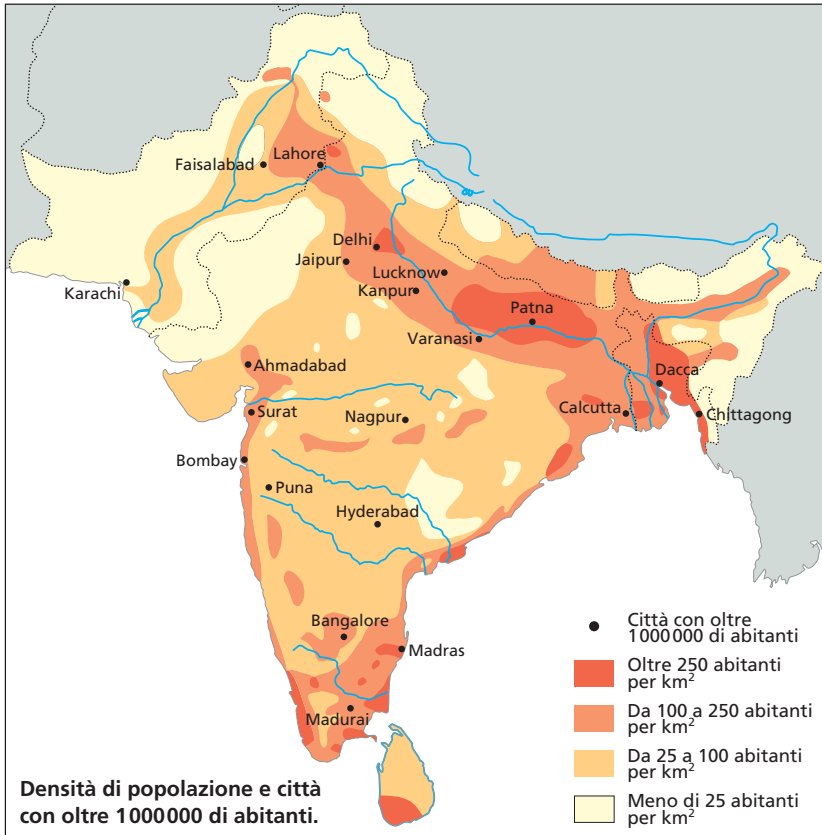 Faisalabad
Lahore
Delhi
Jaipur
Lucknow
Kanpur
Karachi
Patna
Varanasi
Ahmadabad
Dacca
Surat
Nagpur
Calcutta
Chittagong
Bombay
Puna
Hyderabad
Bangalore
Madras
Madurai
Città con oltre
1000000 di abitanti
Oltre 250 abitanti
per km²
Da 100 a 250 abitanti
per km²
Da 25 a 100 abitanti
per km²
Meno di 25 abitanti
per km²
Densità di popolazione e città
con oltre 1000000 di abitanti.